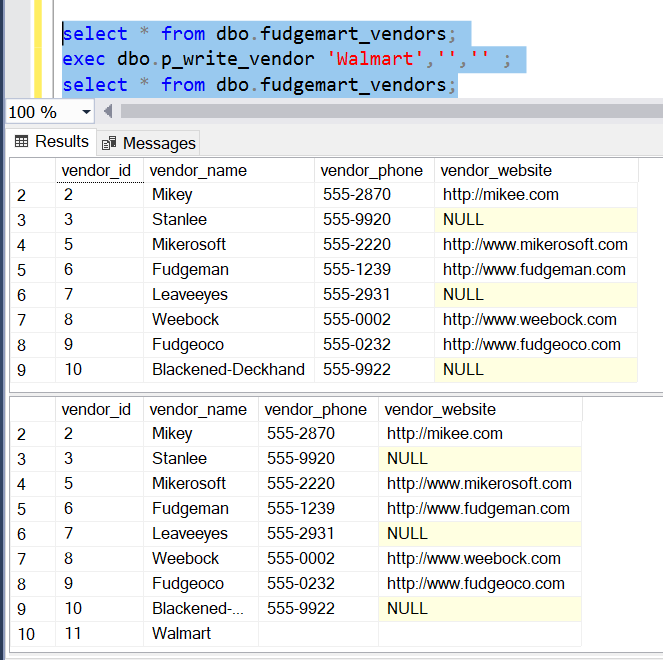 select * from dbo.fudgemart_vendors;
exec dbo.p_write_vendor 'Walmart','','' ;
select * from dbo.fudgemart_vendors;
100 %
Results Messages
vendor_id vendor_name vendor_phone vendor_website
2 2 Mikey 555-2870 http://mikee.com
3 3 Stanlee 555-9920 NULL
4 5 Mikerosoft 555-2220 http://www.mikerosoft.com
5 6 Fudgeman 555-1239 http://www.fudgeman.com
6 7 Leaveeyes 555-2931 NULL
7 8 Weebock 555-0002 http://www.weebock.com
8 9 Fudgeoco 555-0232 http://www.fudgeoco.com
9 10 Blackened-Deckhand 555-9922 NULL
vendor_id vendor_name vendor_phone vendor_website
2 2 Mikey 555-2870 http://mikee.com
3 3 Stanlee 555-9920 NULL
4 5 Mikerosoft 555-2220 http://www.mikerosoft.com
5 6 Fudgeman 555-1239 http://www.fudgeman.com
6 7 Leaveeyes 555-2931 NULL
7 8 Weebock 555-0002 http://www.weebock.com
8 9 Fudgeoco 555-0232 http://www.fudgeoco.com
9 10 Blackened-... 555-9922 NULL
10 11 Walmart